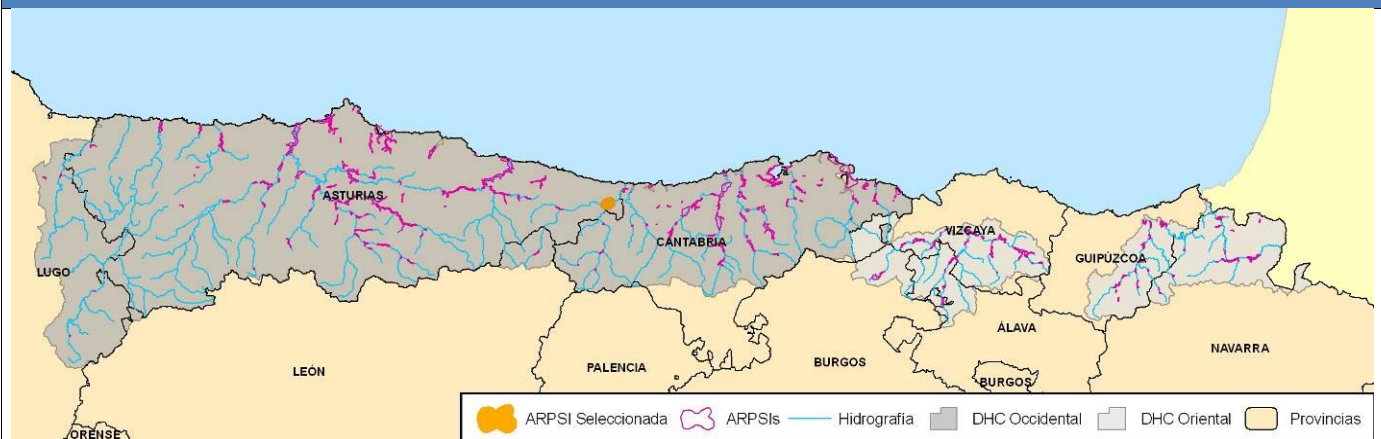 ASTURIAS
LUGO
CANTABRIA
VIZCAYA
GUIPÚZCOA
ÁLAVA
NAVARRA
LEÓN
PALENCIA
BURGOS
BURGOS
ORENSE
ARPSI Seleccionada ARPSIs Hidrografía DHC Occidental DHC Oriental Provincias